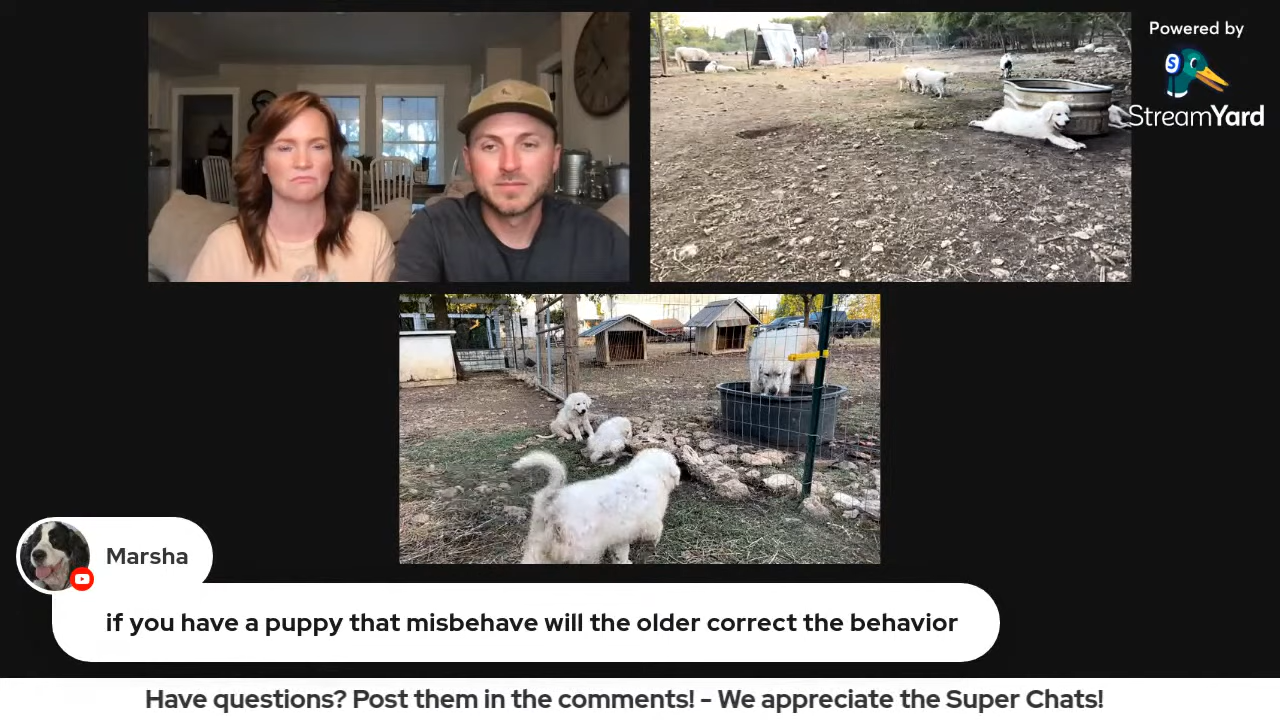 Powered by
StreamYard
Marsha
if you have a puppy that misbehave will the older correct the behavior
Have questions? Post them in the comments! - We appreciate the Super Chats!